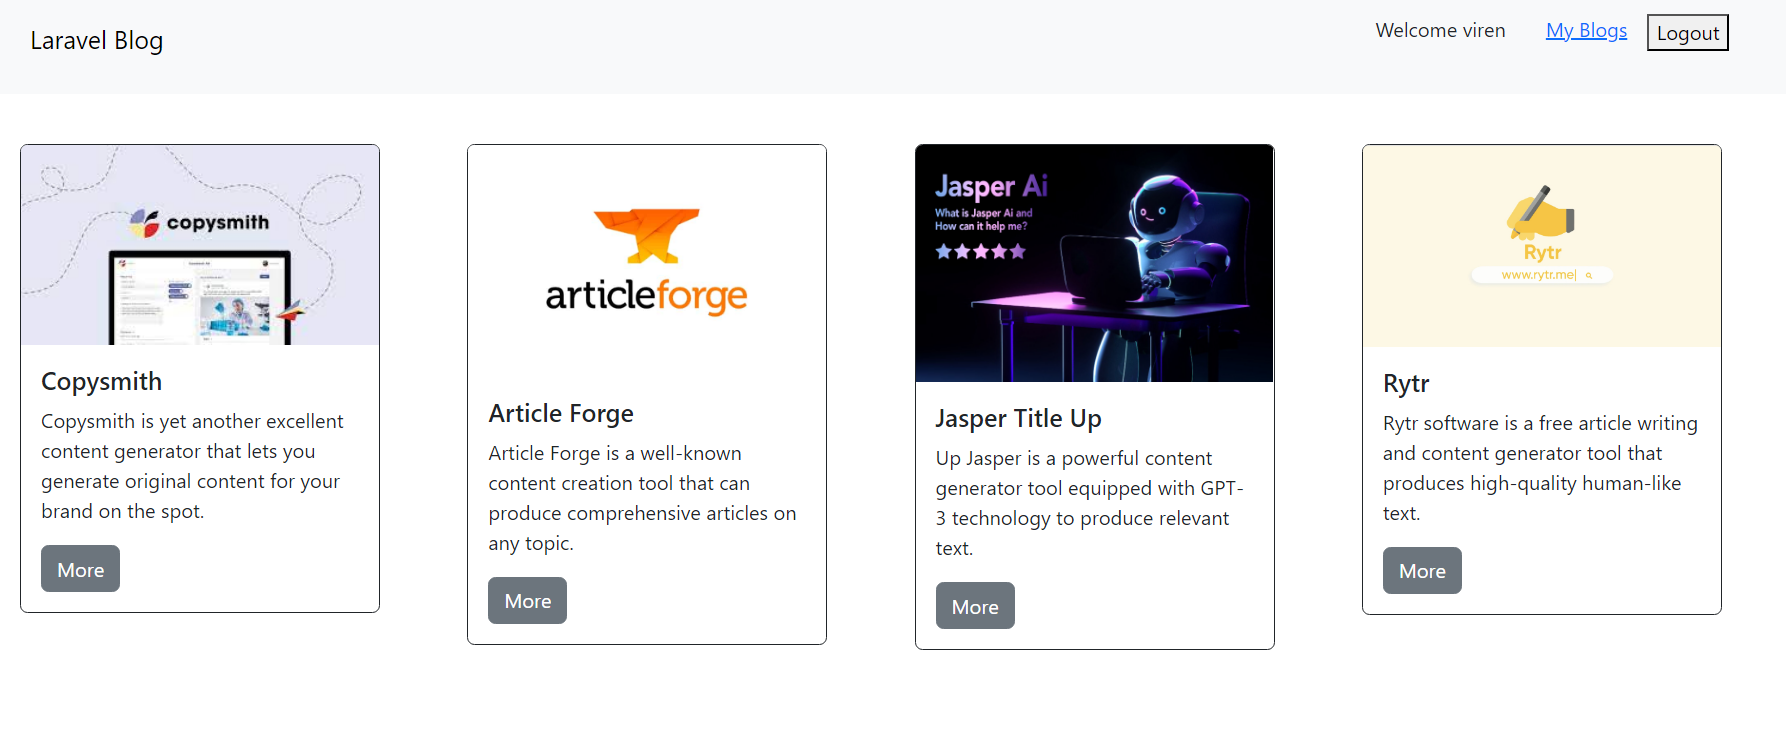 Laravel Blog
Welcome viren
My Blogs
Logout
copysmith
Copysmith
Copysmith is yet another excellent
content generator that lets you
generate original content for your
brand on the spot.
More
articleforge
Article Forge
Article Forge is a well-known
content creation tool that can
produce comprehensive articles on
any topic.
More
Jasper Ai
What is Jasper Ai and
How can it help me?
Jasper Title Up
Up Jasper is a powerful content
generator tool equipped with GPT-
3 technology to produce relevant
text.
More
Rytr
www.rytr.me
Rytr
Rytr software is a free article writing
and content generator tool that
produces high-quality human-like
text.
More